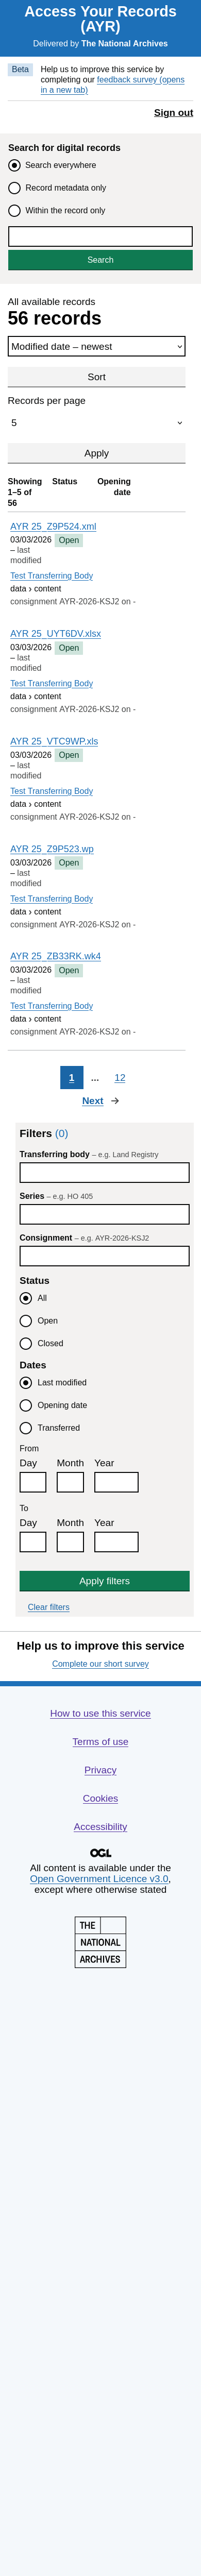 Access Your Records
(AYR)
Delivered by The National Archives
Beta
Help us to improve this service by
completing our feedback survey (opens
in a new tab)
Sign out
Search for digital records
Search everywhere
Record metadata only
Within the record only
Search
All available records
56 records
Modified date – newest
Sort
Records per page
5
Apply
Showing Status Opening
1–5 of date
56
AYR 25_Z9P524.xml
03/03/2026 Open
– last
modified
Test Transferring Body
data › content
consignment AYR-2026-KSJ2 on -
AYR 25_UYT6DV.xlsx
03/03/2026 Open
– last
modified
Test Transferring Body
data › content
consignment AYR-2026-KSJ2 on -
AYR 25_VTC9WP.xls
03/03/2026 Open
– last
modified
Test Transferring Body
data › content
consignment AYR-2026-KSJ2 on -
AYR 25_Z9P523.wp
03/03/2026 Open
– last
modified
Test Transferring Body
data › content
consignment AYR-2026-KSJ2 on -
AYR 25_ZB33RK.wk4
03/03/2026 Open
– last
modified
Test Transferring Body
data › content
consignment AYR-2026-KSJ2 on -
1 ... 12
Next →
Filters (0)
Transferring body – e.g. Land Registry
Series – e.g. HO 405
Consignment – e.g. AYR-2026-KSJ2
Status
All
Open
Closed
Dates
Last modified
Opening date
Transferred
From
Day Month Year
To
Day Month Year
Apply filters
Clear filters
Help us to improve this service
Complete our short survey
How to use this service
Terms of use
Privacy
Cookies
Accessibility
OGL
All content is available under the
Open Government Licence v3.0,
except where otherwise stated
THE
NATIONAL
ARCHIVES